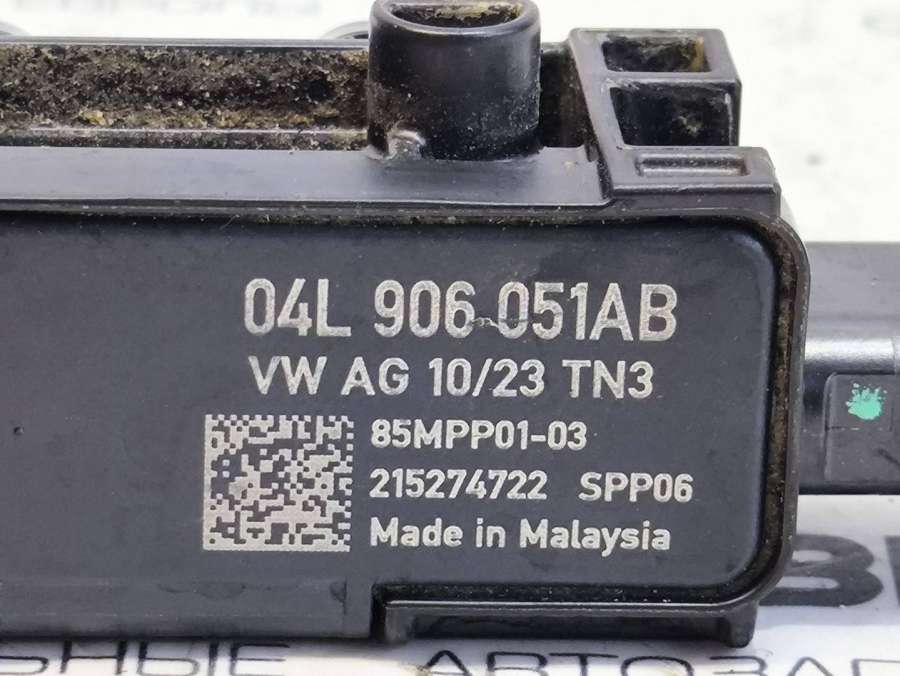 04L 906 051AB
VW AG 10/23 TN3
85MPP01-03
215274722 SPP06
Made in Malaysia